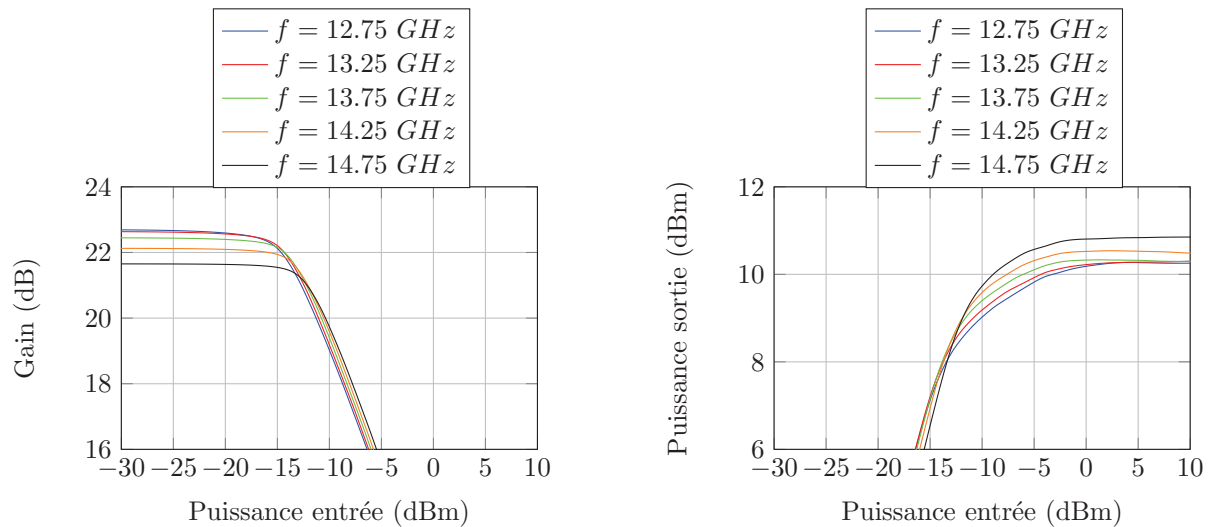 f = 12.75 GHz
f = 13.25 GHz
f = 13.75 GHz
f = 14.25 GHz
f = 14.75 GHz
24
22
20
18
16
−30 −25 −20 −15 −10 −5 0 5 10
Gain (dB)
Puissance entrée (dBm)
f = 12.75 GHz
f = 13.25 GHz
f = 13.75 GHz
f = 14.25 GHz
f = 14.75 GHz
12
10
8
6
−30 −25 −20 −15 −10 −5 0 5 10
Puissance sortie (dBm)
Puissance entrée (dBm)